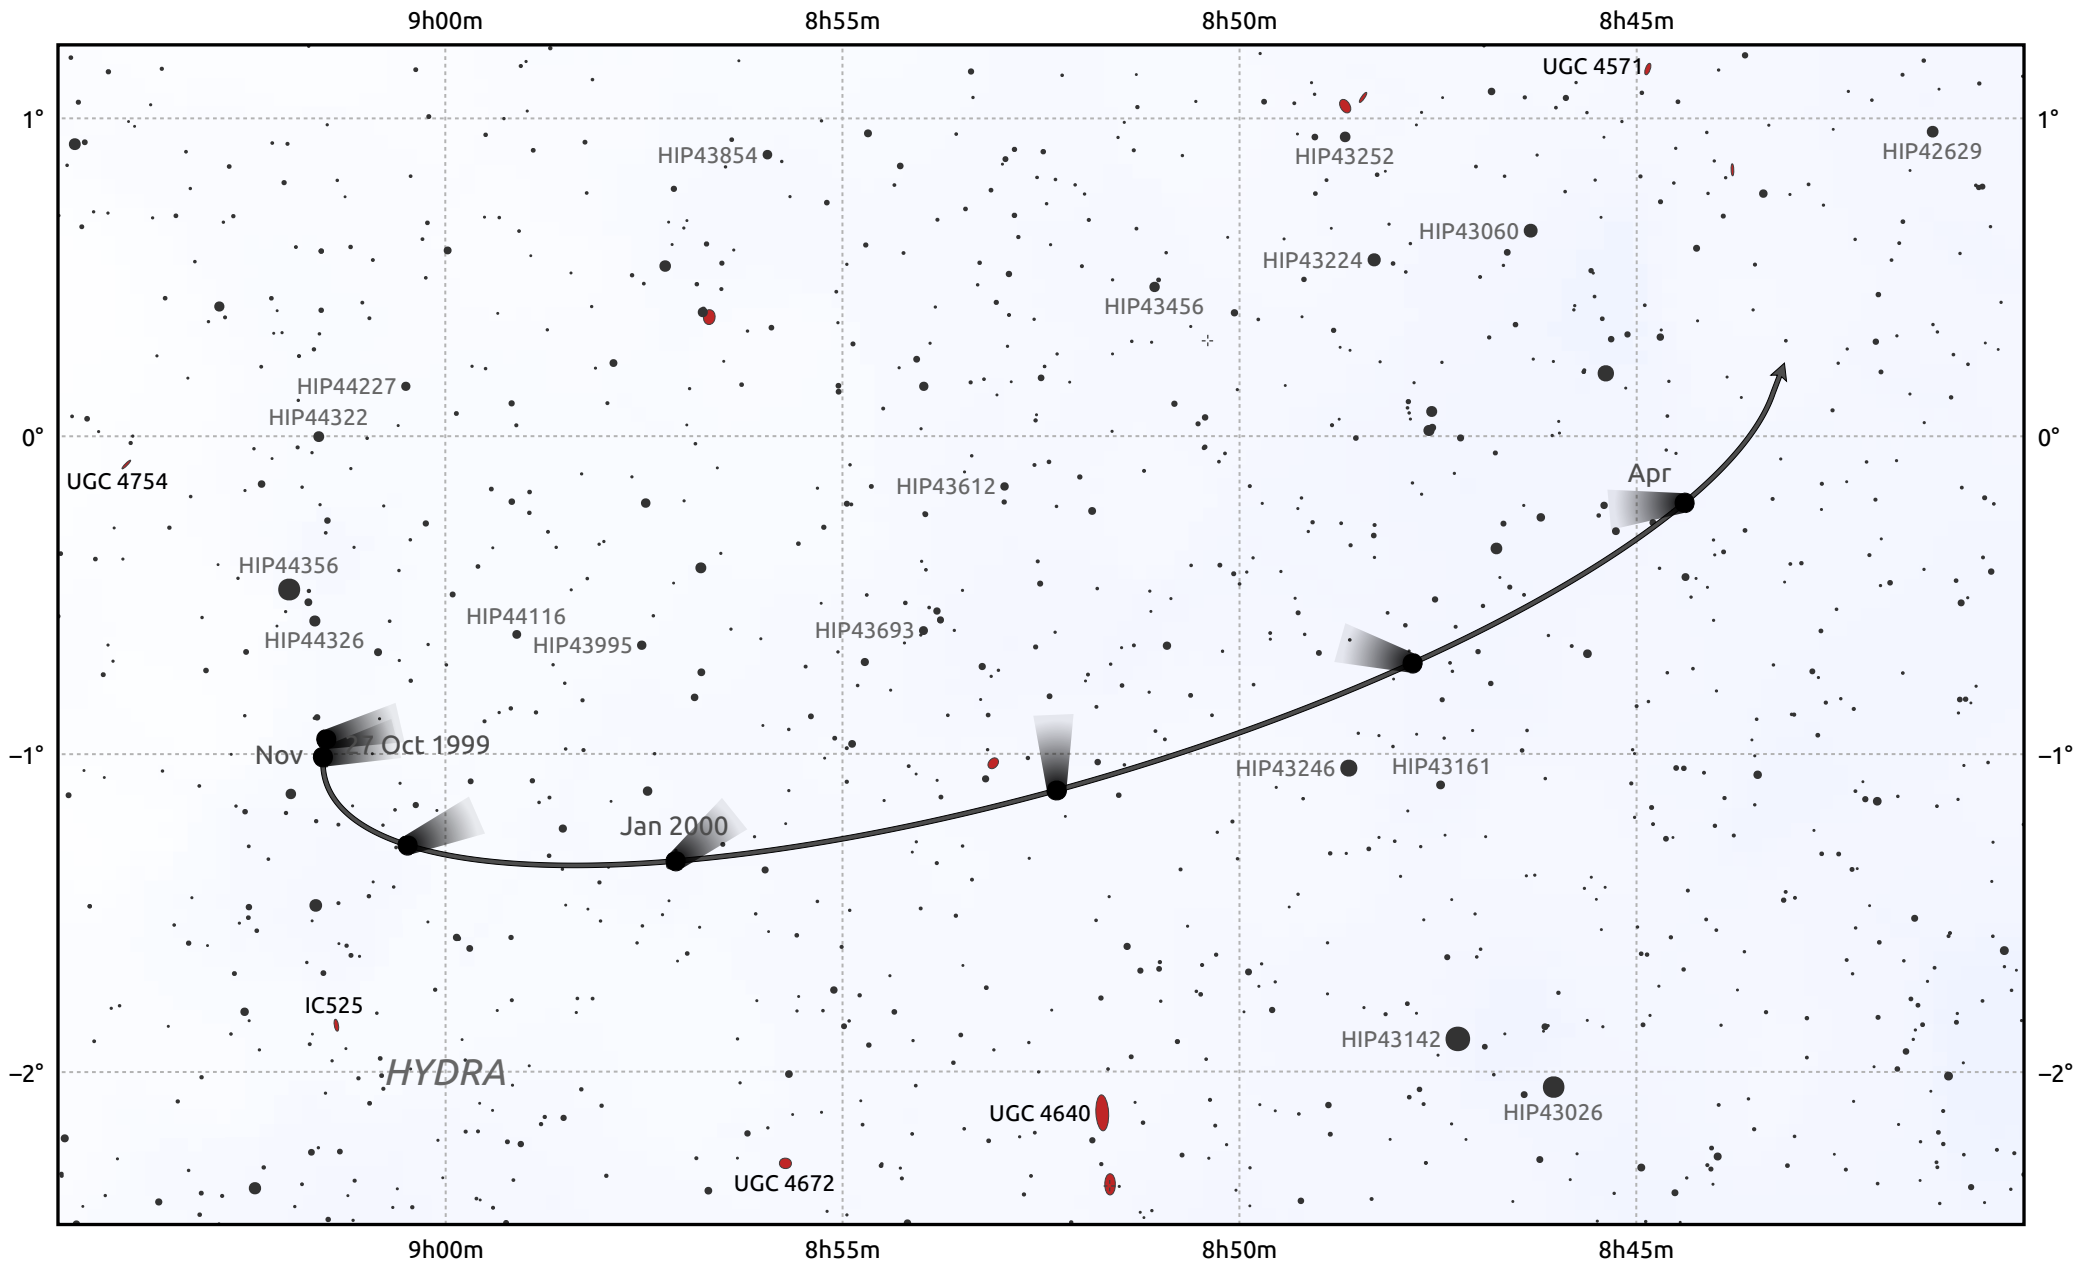 9h00m 8h55m 8h50m 8h45m
UGC 4571
1° 1°
HIP43854
HIP43252
HIP42629
HIP43060
HIP43224
HIP43456
HIP44227
HIP44322
0° 0°
UGC 4754
Apr
HIP43612
HIP44356
HIP44116
HIP43693
HIP44326
HIP43995
27 Oct 1999
Nov
−1° −1°
HIP43246
HIP43161
Jan 2000
IC525
HIP43142
HYDRA
−2° −2°
UGC 4640
HIP43026
UGC 4672
9h00m 8h55m 8h50m 8h45m